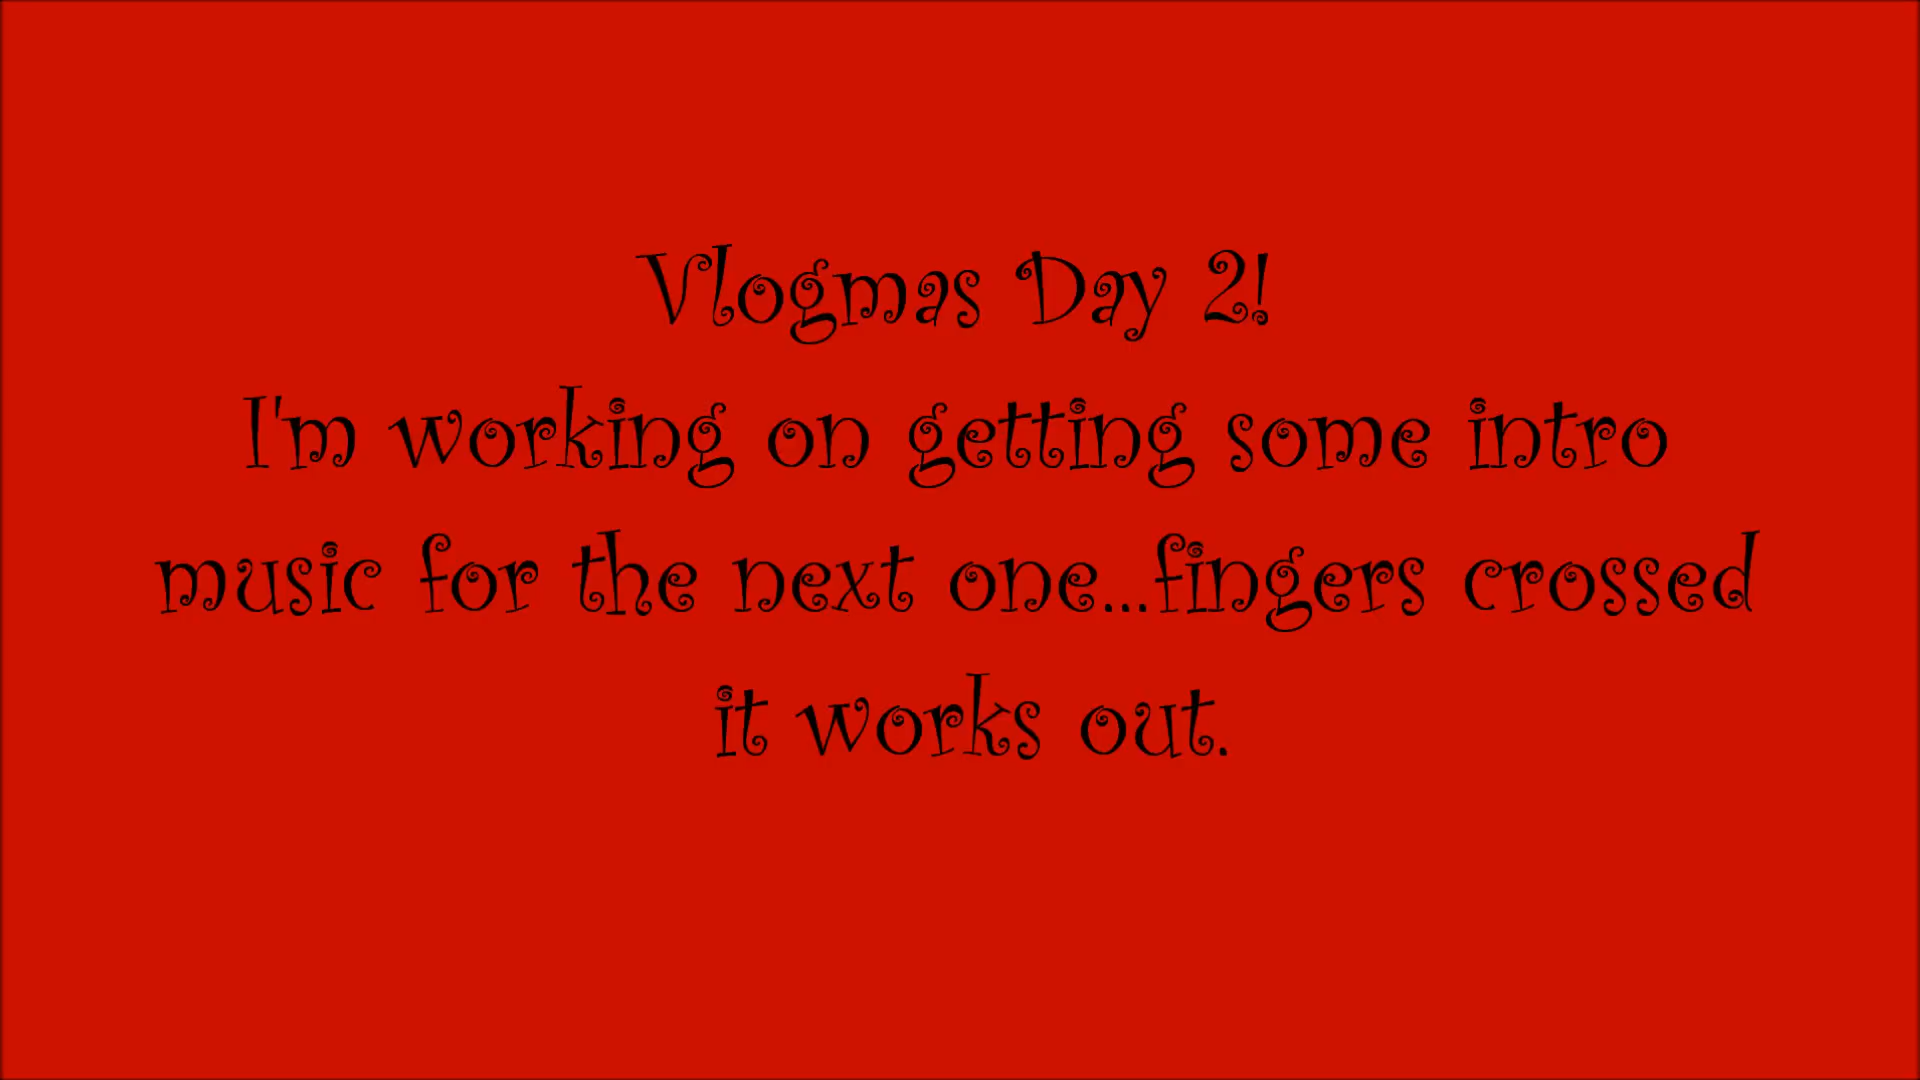 Vlogmas Day 2!
I'm working on getting some intro
music for the next one...fingers crossed
it works out.